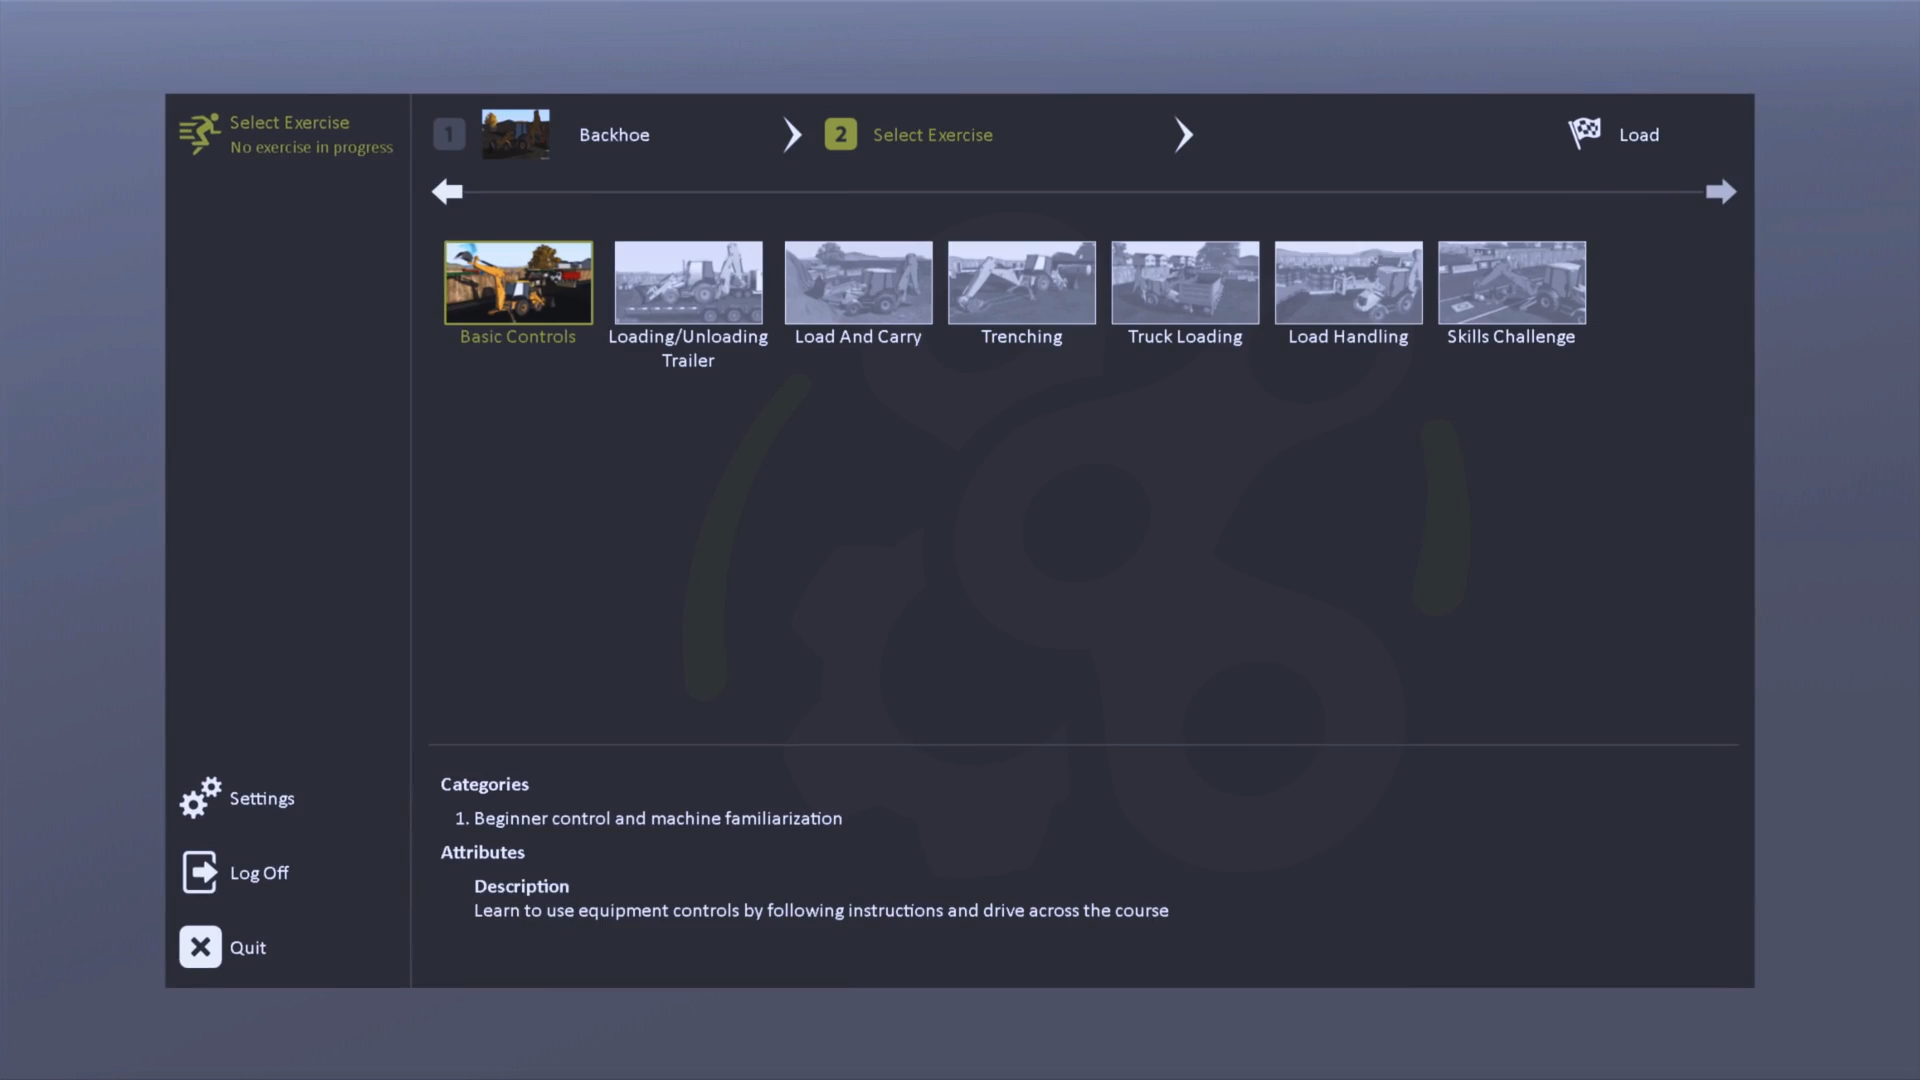 Select Exercise
No exercise in progress
1
Backhoe
2
Select Exercise
Load
Basic Controls
Loading/Unloading
Trailer
Load And Carry
Trenching
Truck Loading
Load Handling
Skills Challenge
Categories
1. Beginner control and machine familiarization
Attributes
Description
Learn to use equipment controls by following instructions and drive across the course
Settings
Log Off
Quit